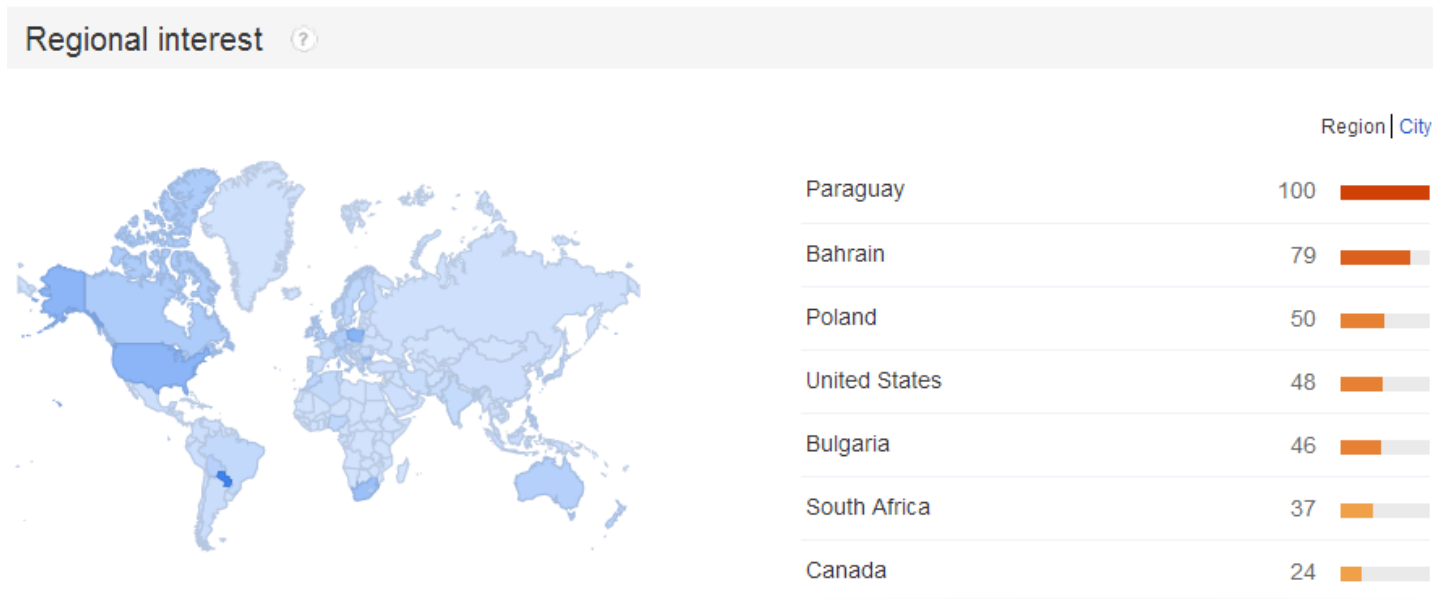 Regional interest ?
Region | City
Paraguay 100
Bahrain 79
Poland 50
United States 48
Bulgaria 46
South Africa 37
Canada 24